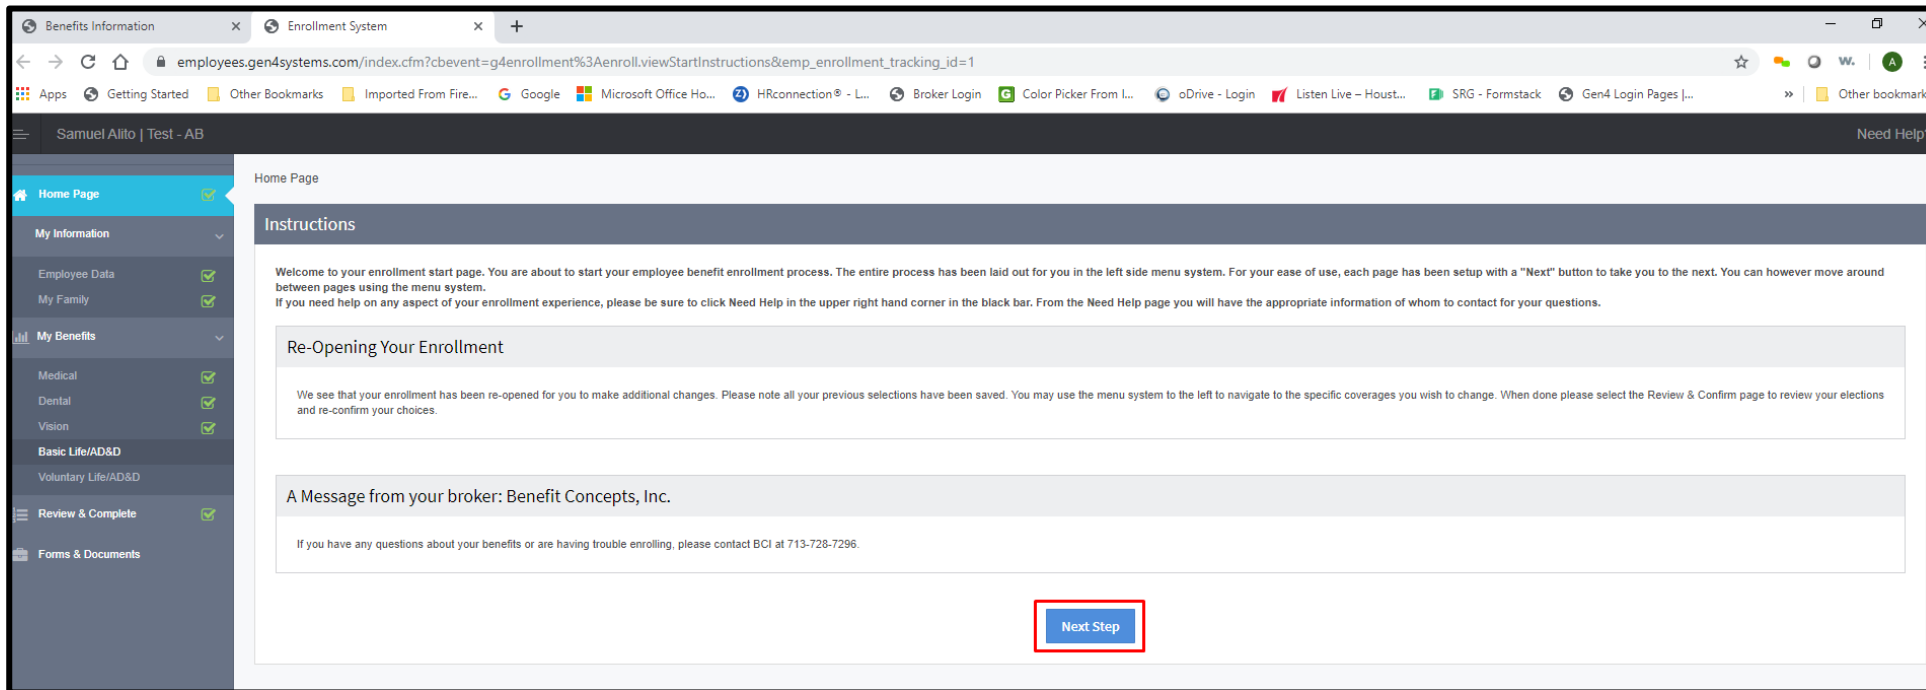 Benefits Information
Enrollment System
employees.gen4systems.com/index.cfm?cbevent=g4enrollment%3Aenroll.viewStartInstructions&emp_enrollment_tracking_id=1
w.
A
Apps Getting Started Other Bookmarks Imported From Fire... G Google Microsoft Office Ho... HRconnection® - L... Broker Login G Color Picker From I... oDrive - Login Listen Live – Houst... SRG - Formstack Gen4 Login Pages |... » Other bookmark
Samuel Alito | Test - AB
Need Help
Home Page
My Information
Employee Data
My Family
My Benefits
Medical
Dental
Vision
Basic Life/AD&D
Voluntary Life/AD&D
Review & Complete
Forms & Documents
Home Page
Instructions
Welcome to your enrollment start page. You are about to start your employee benefit enrollment process. The entire process has been laid out for you in the left side menu system. For your ease of use, each page has been setup with a "Next" button to take you to the next. You can however move around
between pages using the menu system.
If you need help on any aspect of your enrollment experience, please be sure to click Need Help in the upper right hand corner in the black bar. From the Need Help page you will have the appropriate information of whom to contact for your questions.
Re-Opening Your Enrollment
We see that your enrollment has been re-opened for you to make additional changes. Please note all your previous selections have been saved. You may use the menu system to the left to navigate to the specific coverages you wish to change. When done please select the Review & Confirm page to review your elections
and re-confirm your choices.
A Message from your broker: Benefit Concepts, Inc.
If you have any questions about your benefits or are having trouble enrolling, please contact BCI at 713-728-7296.
Next Step